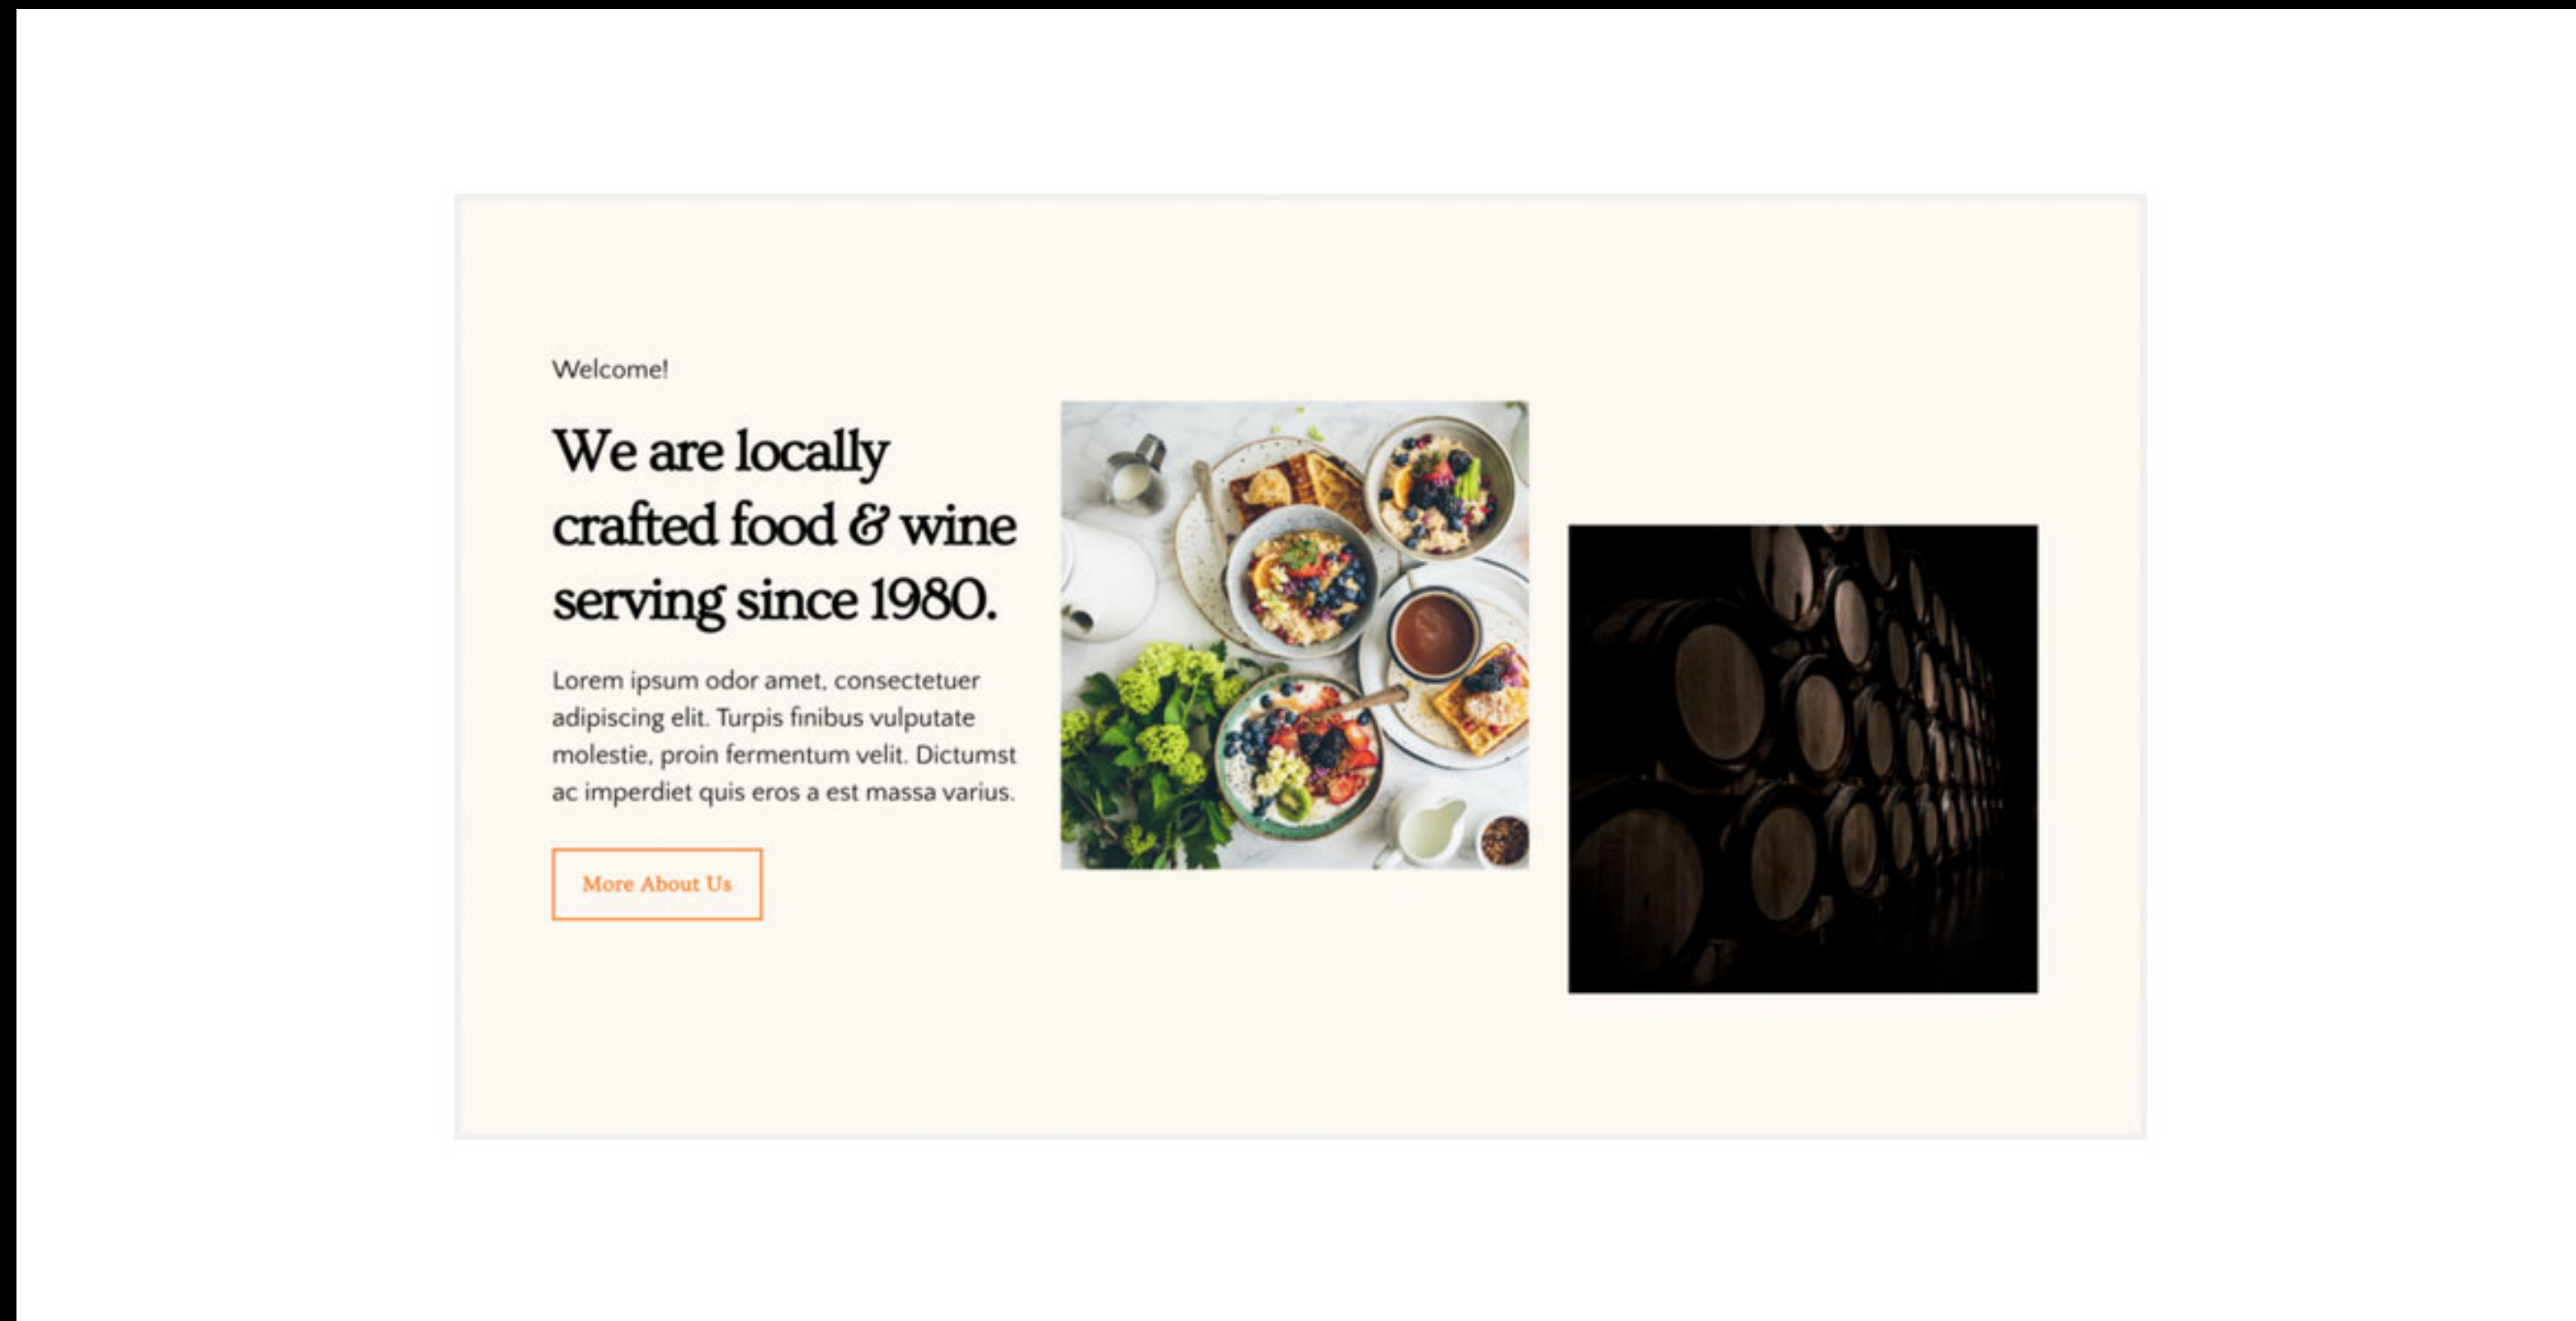 Welcome!
We are locally
crafted food & wine
serving since 1980.
Lorem ipsum odor amet, consectetuer
adipiscing elit. Turpis finibus vulputate
molestie, proin fermentum velit. Dictumst
ac imperdiet quis eros a est massa varius.
More About Us